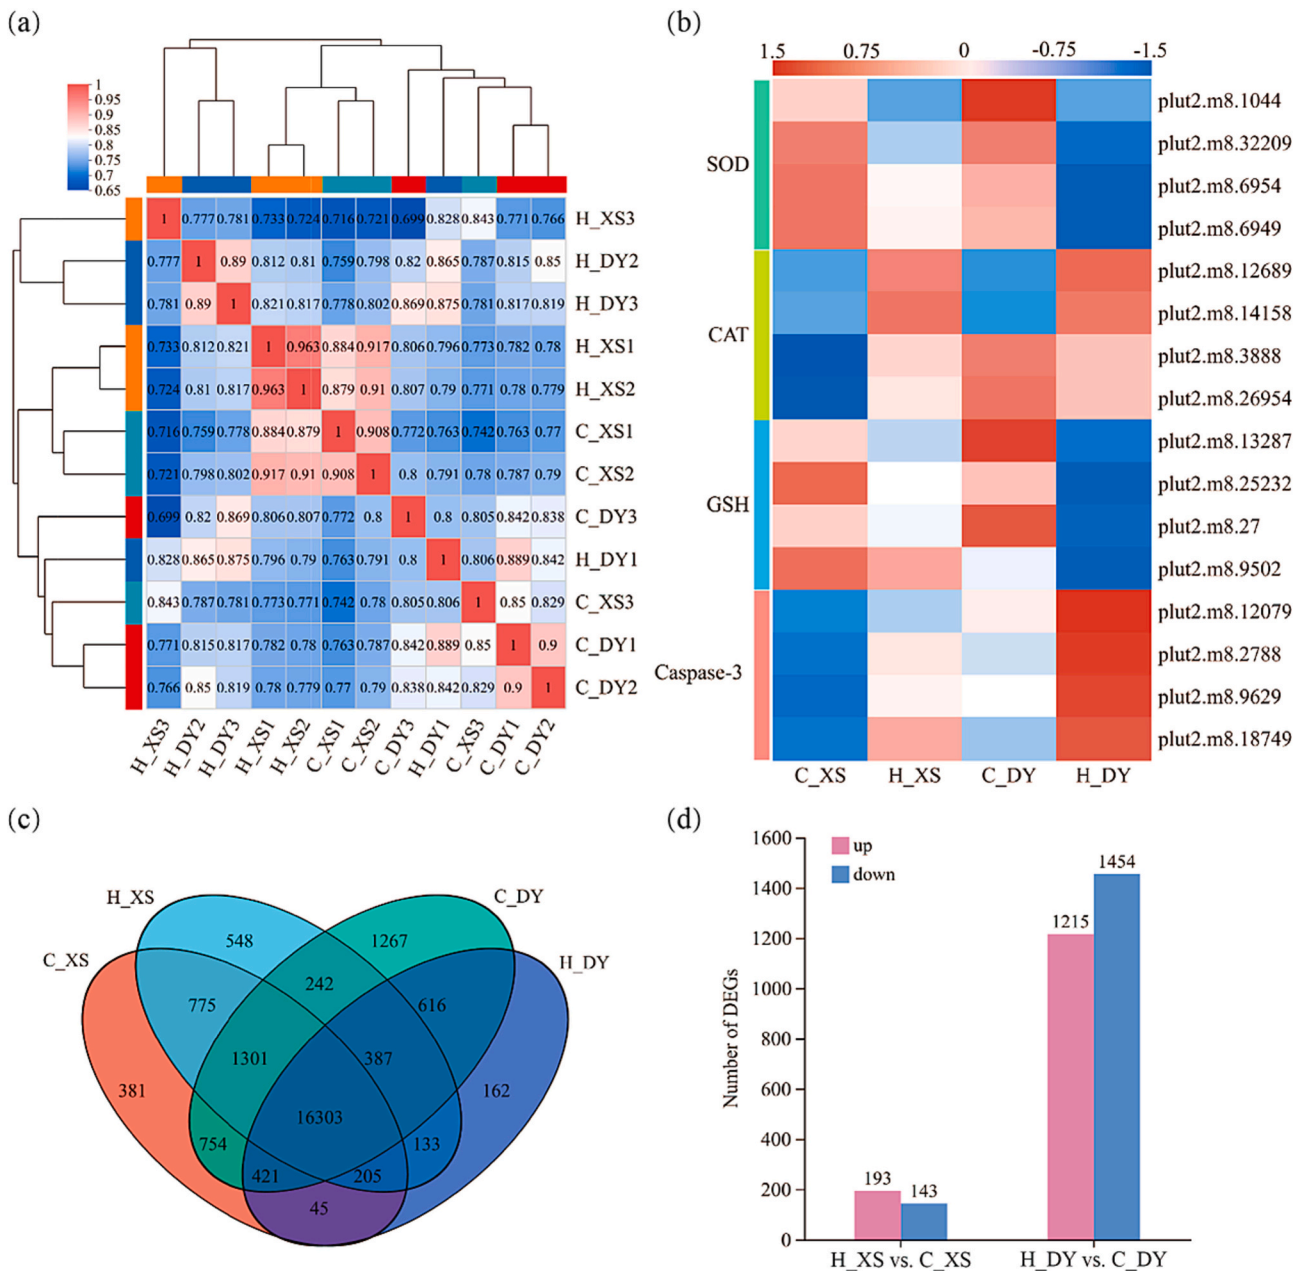 (a)
1
0.95
0.9
0.85
0.8
0.75
0.7
0.65
1 0.777 0.781 0.733 0.724 0.716 0.721 0.699 0.828 0.843 0.771 0.766 H_XS3
0.777 1 0.89 0.812 0.81 0.759 0.798 0.82 0.865 0.787 0.815 0.85 H_DY2
0.781 0.89 1 0.821 0.817 0.778 0.802 0.869 0.875 0.781 0.817 0.819 H_DY3
0.733 0.812 0.821 1 0.963 0.884 0.917 0.806 0.796 0.773 0.782 0.78 H_XS1
0.724 0.81 0.817 0.963 1 0.879 0.91 0.807 0.79 0.771 0.78 0.779 H_XS2
0.716 0.759 0.778 0.884 0.879 1 0.908 0.772 0.763 0.742 0.763 0.77 C_XS1
0.721 0.798 0.802 0.917 0.91 0.908 1 0.8 0.791 0.78 0.787 0.79 C_XS2
0.699 0.82 0.869 0.806 0.807 0.772 0.8 1 0.8 0.805 0.842 0.838 C_DY3
0.828 0.865 0.875 0.796 0.79 0.763 0.791 0.8 1 0.806 0.889 0.842 H_DY1
0.843 0.787 0.781 0.773 0.771 0.742 0.78 0.805 0.806 1 0.85 0.829 C_XS3
0.771 0.815 0.817 0.782 0.78 0.763 0.787 0.842 0.889 0.85 1 0.9 C_DY1
0.766 0.85 0.819 0.78 0.779 0.77 0.79 0.838 0.842 0.829 0.9 1 C_DY2
H_XS3 H_DY2 H_DY3 H_XS1 H_XS2 C_XS1 C_XS2 C_DY3 H_DY1 C_XS3 C_DY1 C_DY2
(b)
1.5 0.75 0 -0.75 -1.5
plut2.m8.1044
plut2.m8.32209
SOD
plut2.m8.6954
plut2.m8.6949
plut2.m8.12689
plut2.m8.14158
CAT
plut2.m8.3888
plut2.m8.26954
plut2.m8.13287
plut2.m8.25232
GSH
plut2.m8.27
plut2.m8.9502
plut2.m8.12079
plut2.m8.2788
Caspase-3
plut2.m8.9629
plut2.m8.18749
C_XS H_XS C_DY H_DY
(c)
H_XS C_DY
C_XS H_DY
548 1267
242
775 616
1301 387
381 162
16303
754 133
421 205
45
(d)
up
down
Number of DEGs
1600
1400
1200
1000
800
600
400
200
0
193 143 1215 1454
H_XS vs. C_XS H_DY vs. C_DY